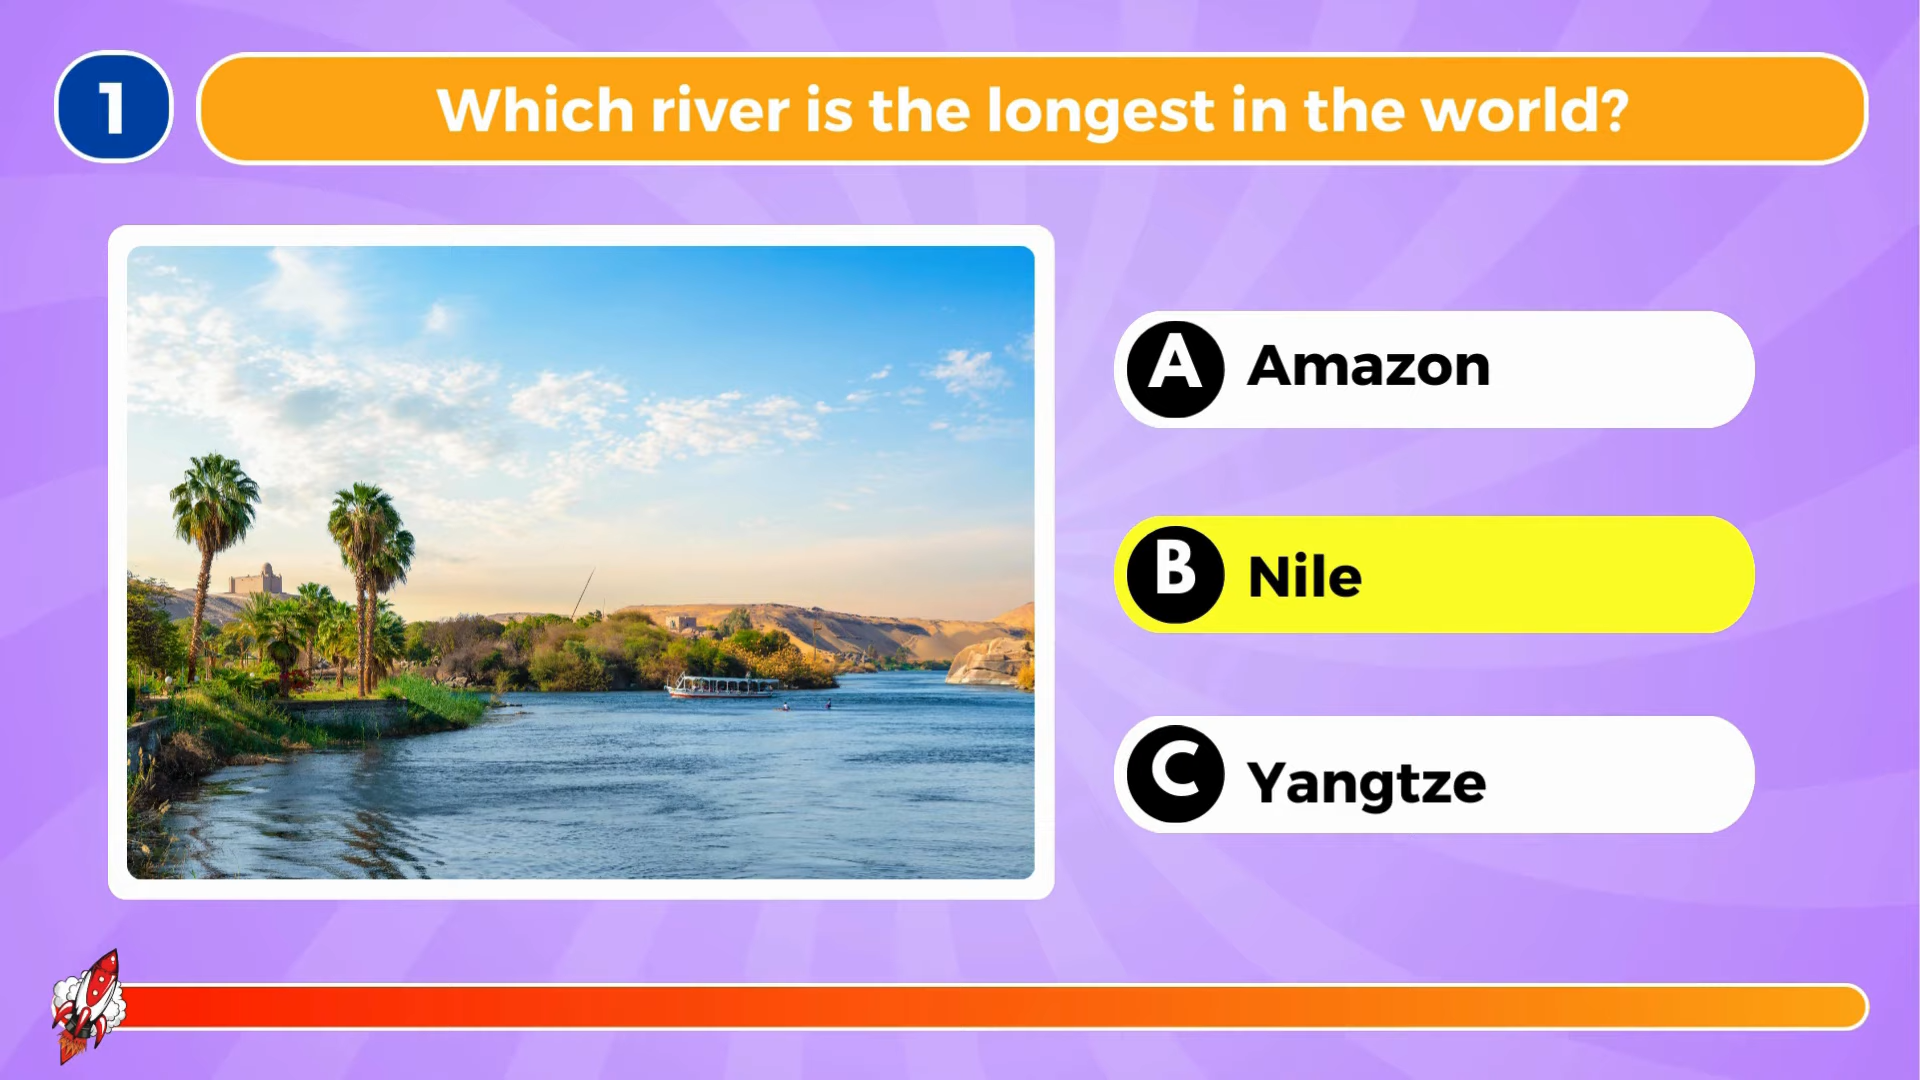 1
Which river is the longest in the world?
A Amazon
B Nile
C Yangtze